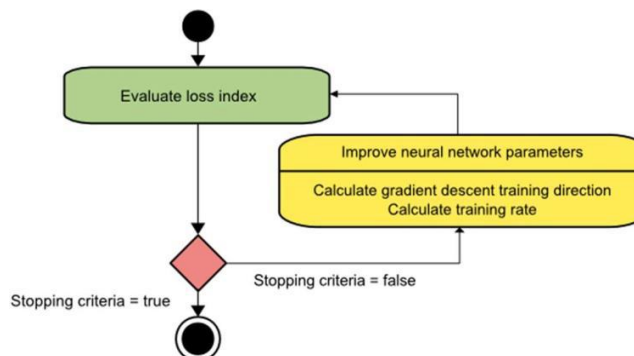 Evaluate loss index
Improve neural network parameters
Calculate gradient descent training direction
Calculate training rate
Stopping criteria = false
Stopping criteria = true